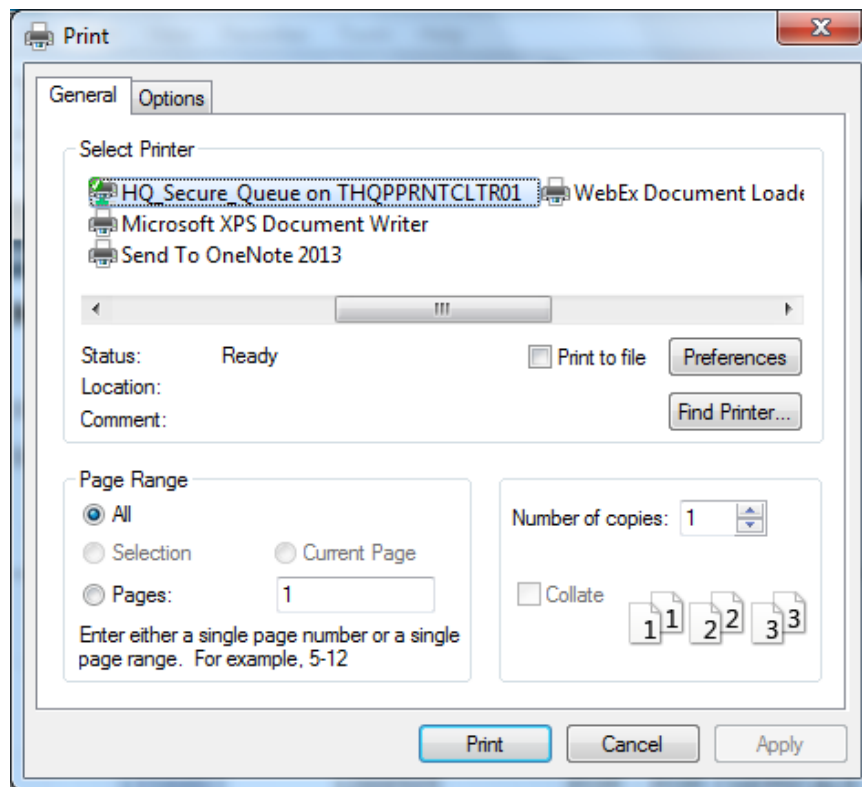 Print
General Options
Select Printer
HQ_Secure_Queue on THQPPRNTCLTR01 WebEx Document Loade
Microsoft XPS Document Writer
Send To OneNote 2013
Status: Ready Print to file Preferences
Location:
Comment: Find Printer...
Page Range
All
Selection Current Page
Pages: 1
Enter either a single page number or a single
page range. For example, 5-12
Number of copies: 1
Collate
1 1 2 2 3 3
Print Cancel Apply